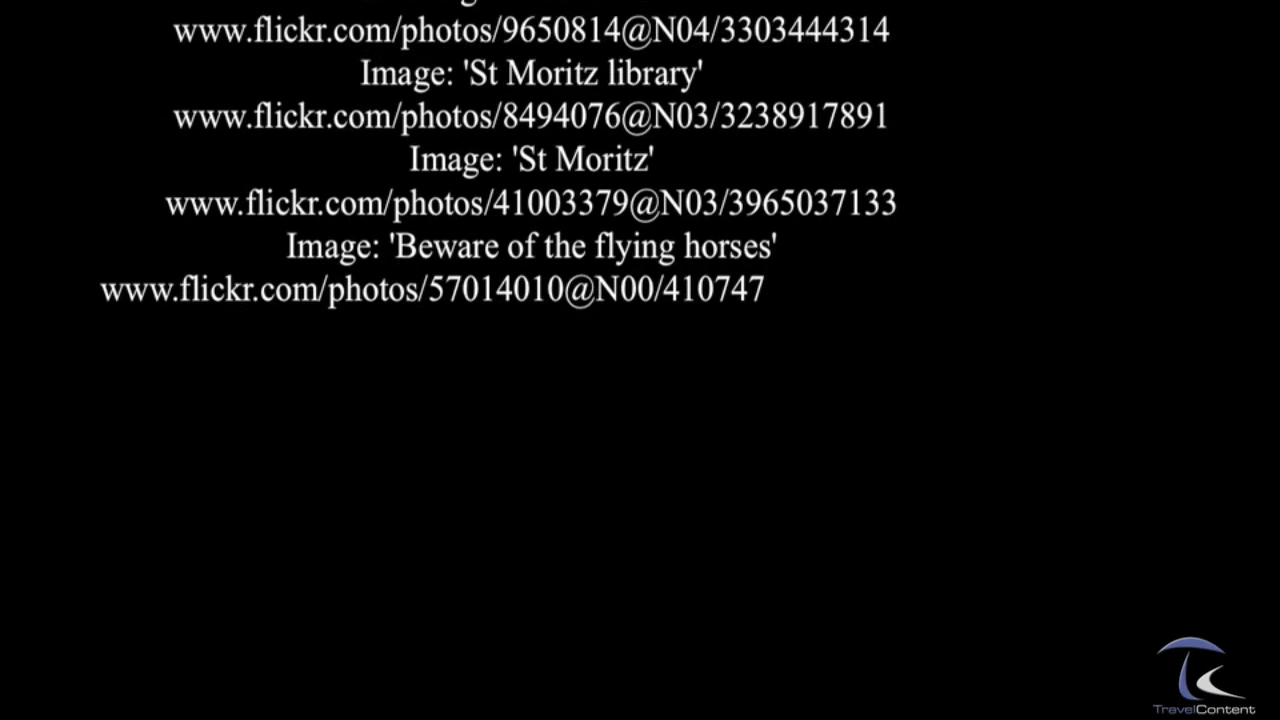 www.flickr.com/photos/9650814@N04/3303444314
Image: 'St Moritz library'
www.flickr.com/photos/8494076@N03/3238917891
Image: 'St Moritz'
www.flickr.com/photos/41003379@N03/3965037133
Image: 'Beware of the flying horses'
www.flickr.com/photos/57014010@N00/410747
TravelContent